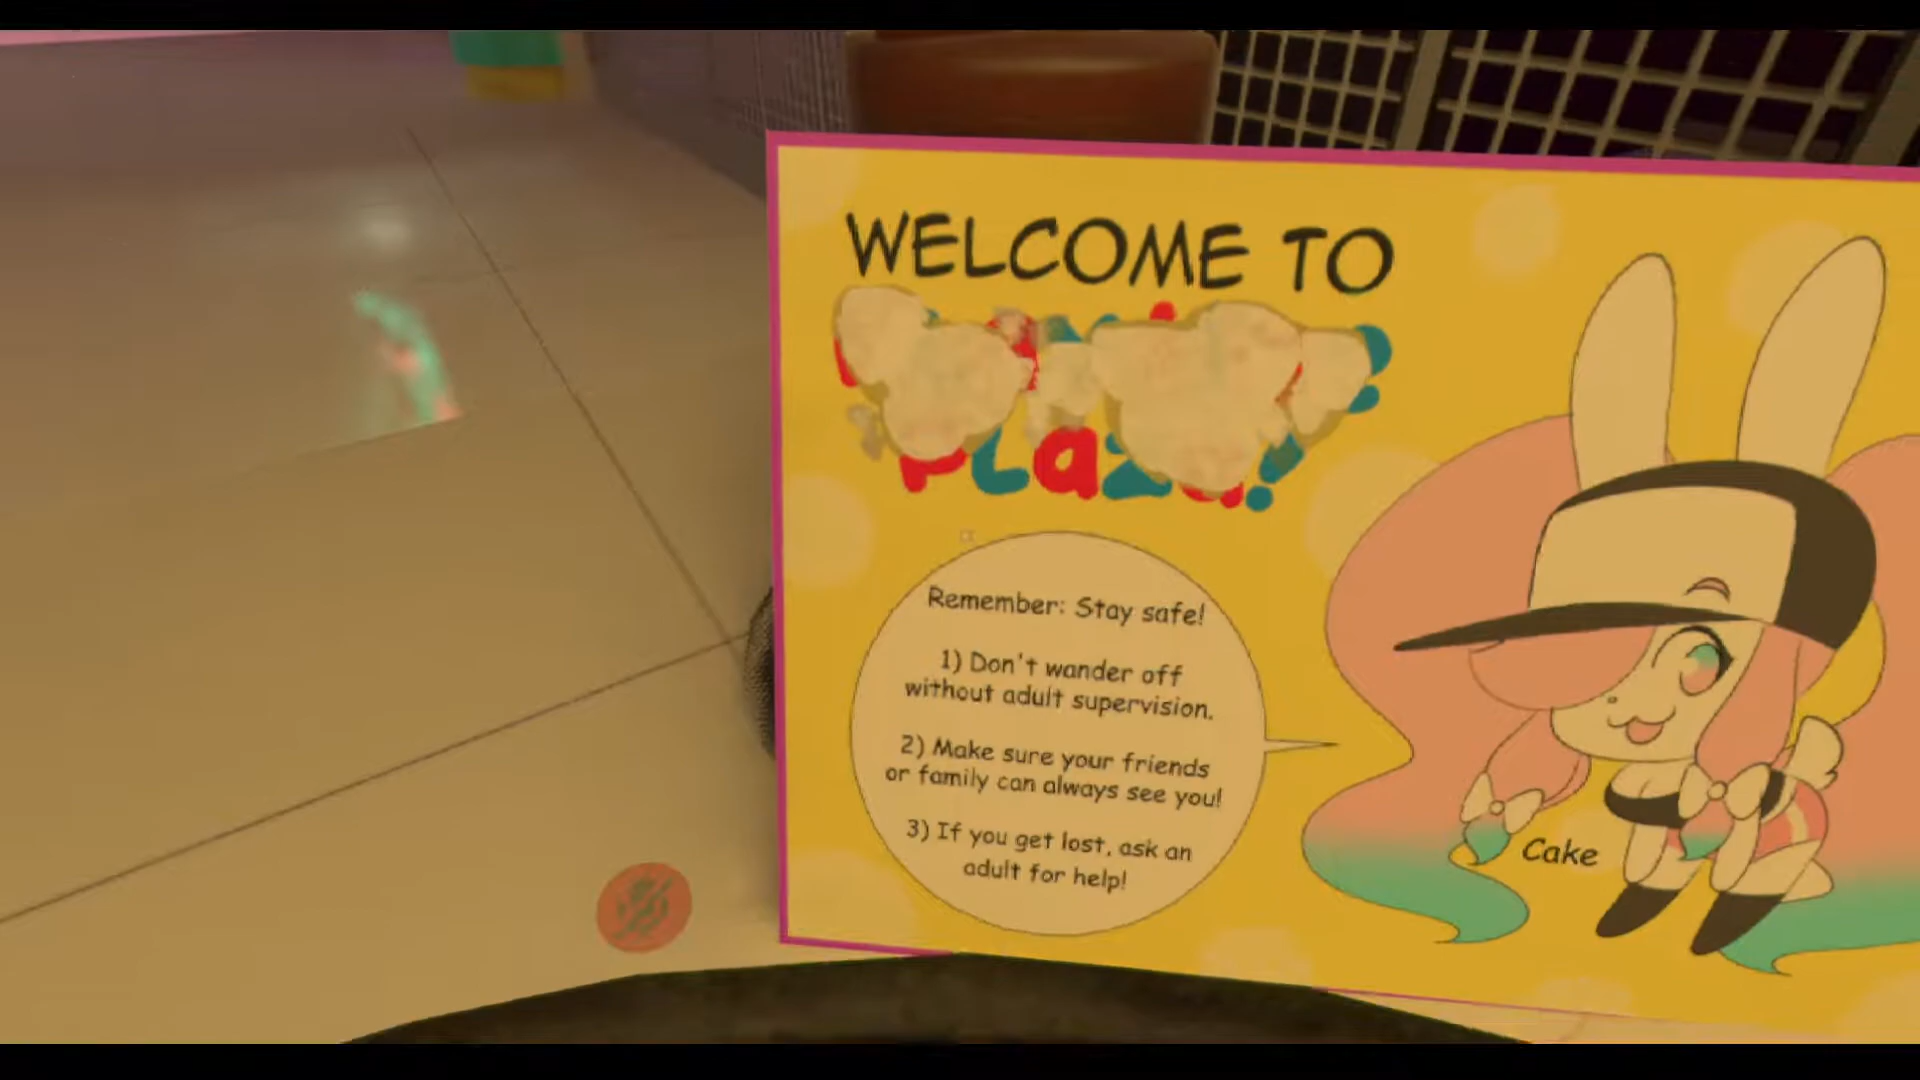 WELCOME TO
PLaza!
Remember: Stay safe!
1) Don't wander off
without adult supervision.
2) Make sure your friends
or family can always see you!
3) If you get lost, ask an
adult for help!
Cake